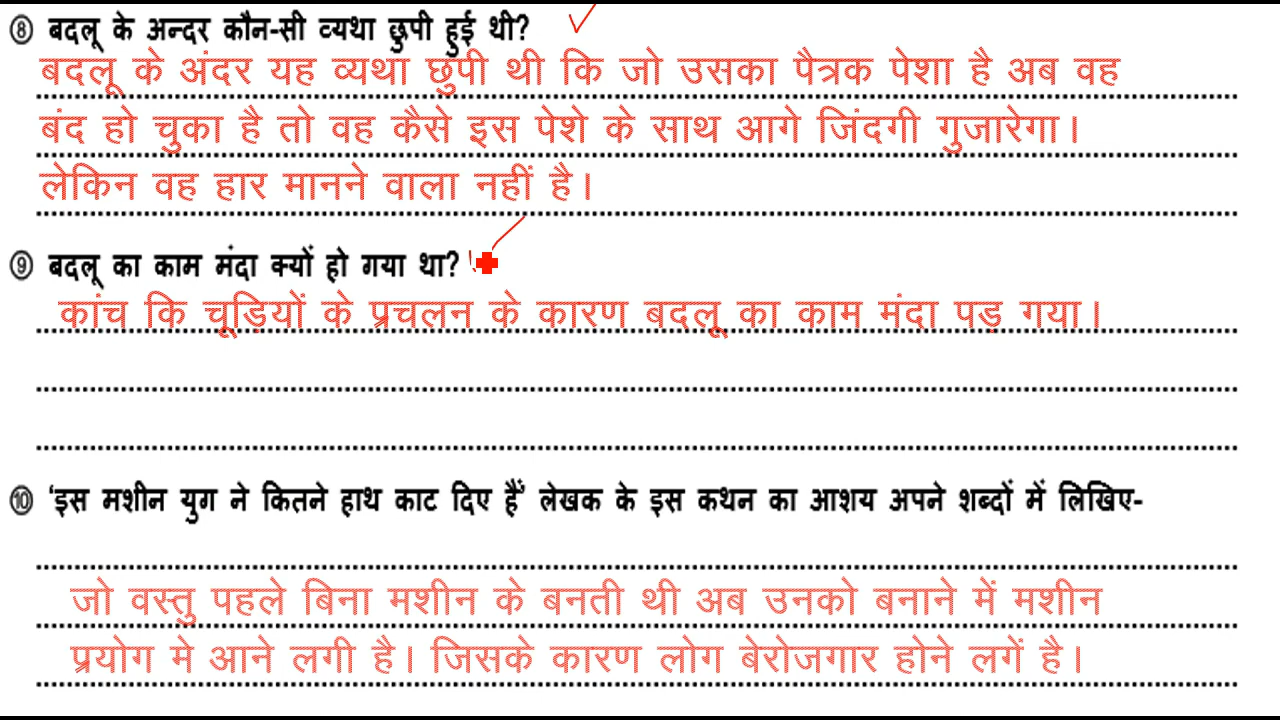 ⑧ बदलू के अन्दर कौन-सी व्यथा छुपी हुई थी?
बदलू के अंदर यह व्यथा छुपी थी कि जो उसका पैत्रक पेशा है अब वह
बंद हो चुका है तो वह कैसे इस पेशे के साथ आगे जिंदगी गुजारेगा।
लेकिन वह हार मानने वाला नहीं है।
⑨ बदलू का काम मंदा क्यों हो गया था?
कांच कि चूड़ियों के प्रचलन के कारण बदलू का काम मंदा पड़ गया।
⑩ ‘इस मशीन युग ने कितने हाथ काट दिए हैं’ लेखक के इस कथन का आशय अपने शब्दों में लिखिए-
जो वस्तु पहले बिना मशीन के बनती थी अब उनको बनाने में मशीन
प्रयोग मे आने लगी है। जिसके कारण लोग बेरोजगार होने लगें है।